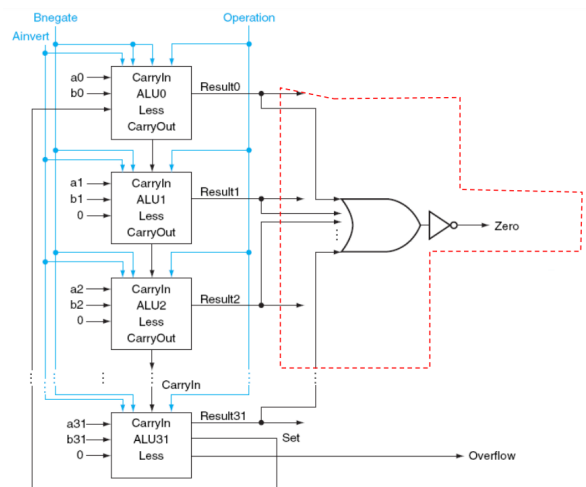 Bnegate
Operation
Ainvert
a0
b0
CarryIn
ALU0
Less
CarryOut
Result0
a1
b1
0
CarryIn
ALU1
Less
CarryOut
Result1
Zero
a2
b2
0
CarryIn
ALU2
Less
CarryOut
Result2
CarryIn
a31
b31
0
CarryIn
ALU31
Less
Result31
Set
Overflow